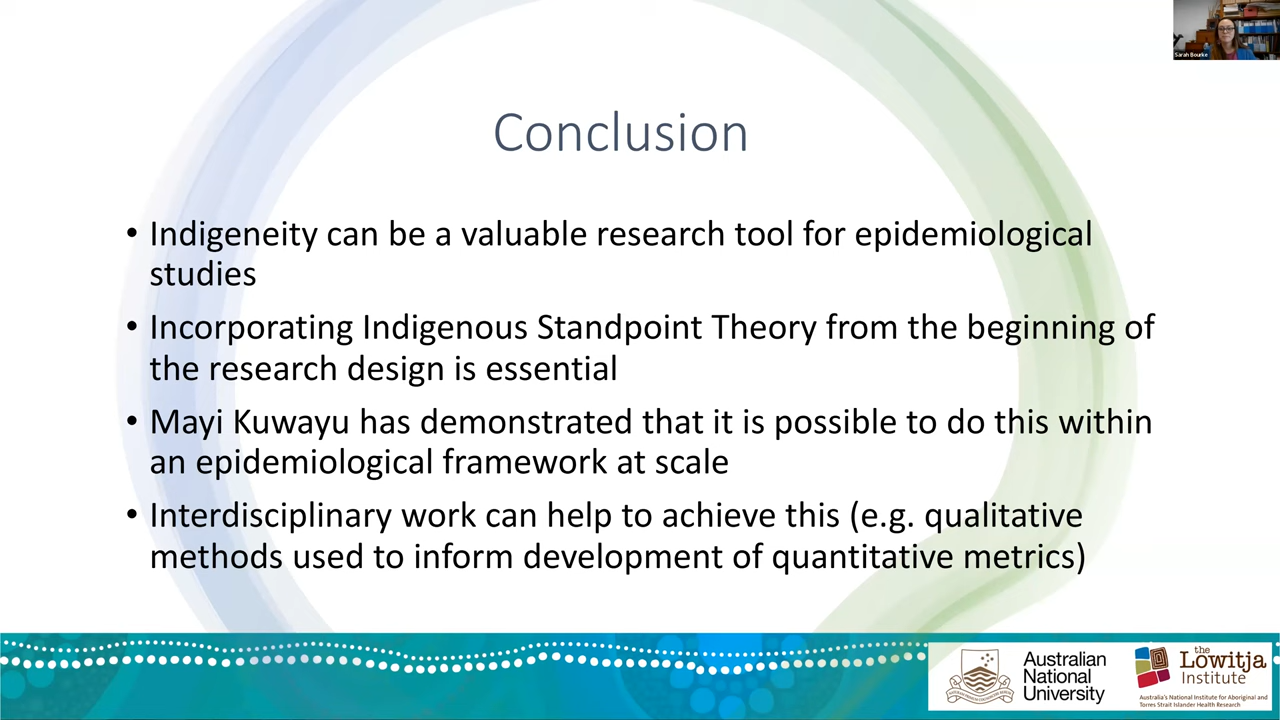 Sarah Bourke
Conclusion
• Indigeneity can be a valuable research tool for epidemiological
studies
• Incorporating Indigenous Standpoint Theory from the beginning of
the research design is essential
• Mayi Kuwayu has demonstrated that it is possible to do this within
an epidemiological framework at scale
• Interdisciplinary work can help to achieve this (e.g. qualitative
methods used to inform development of quantitative metrics)
Australian
National
University
the
Lowitja
Institute
Australia's National Institute for Aboriginal and
Torres Strait Islander Health Research